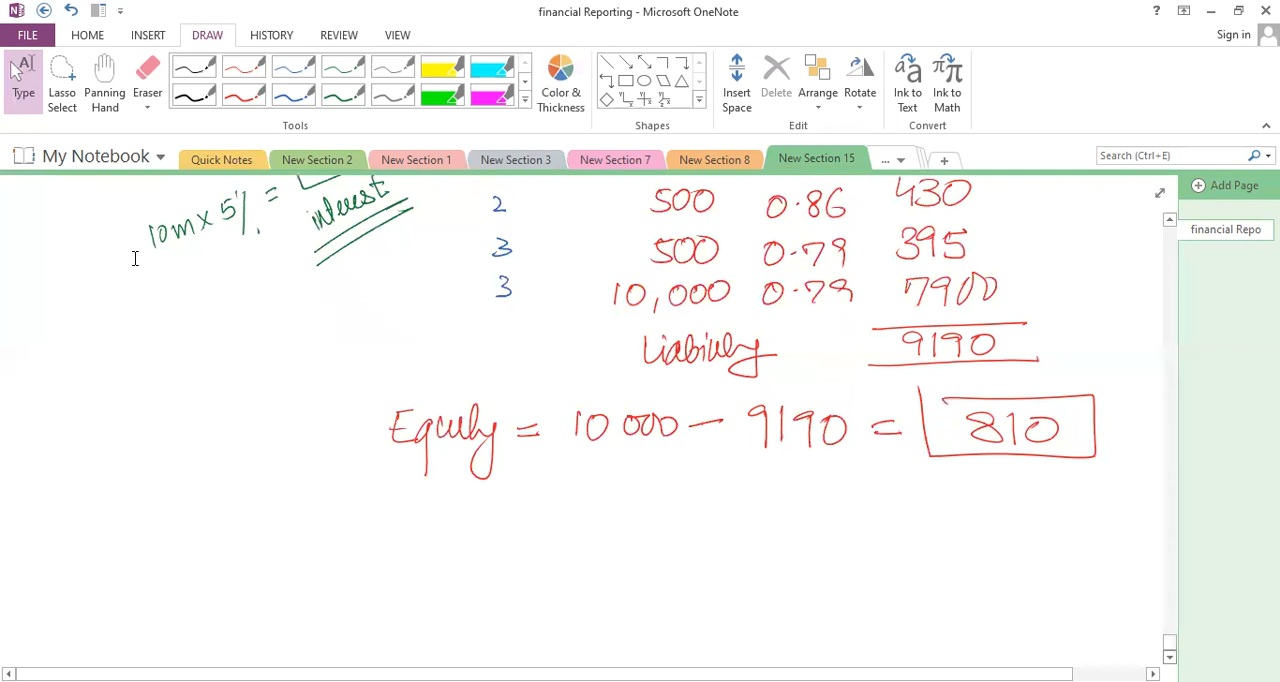 financial Reporting - Microsoft OneNote
?
FILE HOME INSERT DRAW HISTORY REVIEW VIEW
Sign in
Type
Lasso Select
Panning Hand
Eraser
Color & Thickness
Insert Space
Delete
Arrange
Rotate
Ink to Text
Ink to Math
Tools
Shapes
Edit
Convert
My Notebook
Quick Notes New Section 2 New Section 1 New Section 3 New Section 7 New Section 8 New Section 15 ...
Search (Ctrl+E)
Add Page
financial Repo
10m x 5% = interest
2 500 0.86 430
3 500 0.79 395
3 10,000 0.79 7900
Liability 9190
Equity = 10 000 - 9190 = 810